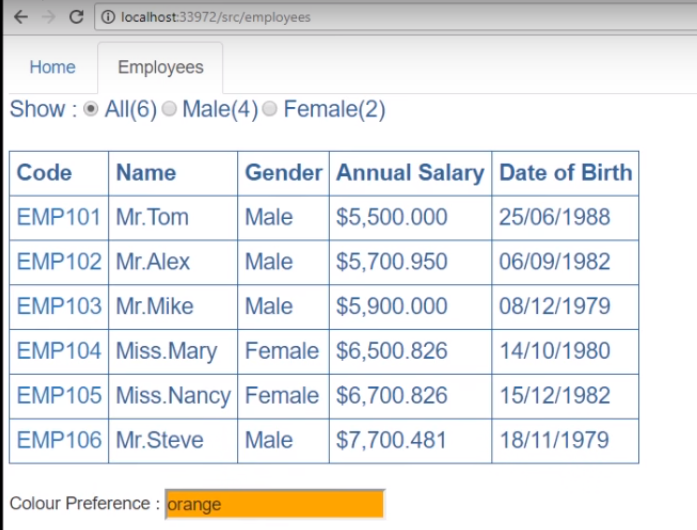 localhost:33972/src/employees
Home Employees
Show : All(6) Male(4) Female(2)
Code Name Gender Annual Salary Date of Birth
EMP101 Mr.Tom Male $5,500.000 25/06/1988
EMP102 Mr.Alex Male $5,700.950 06/09/1982
EMP103 Mr.Mike Male $5,900.000 08/12/1979
EMP104 Miss.Mary Female $6,500.826 14/10/1980
EMP105 Miss.Nancy Female $6,700.826 15/12/1982
EMP106 Mr.Steve Male $7,700.481 18/11/1979
Colour Preference : orange